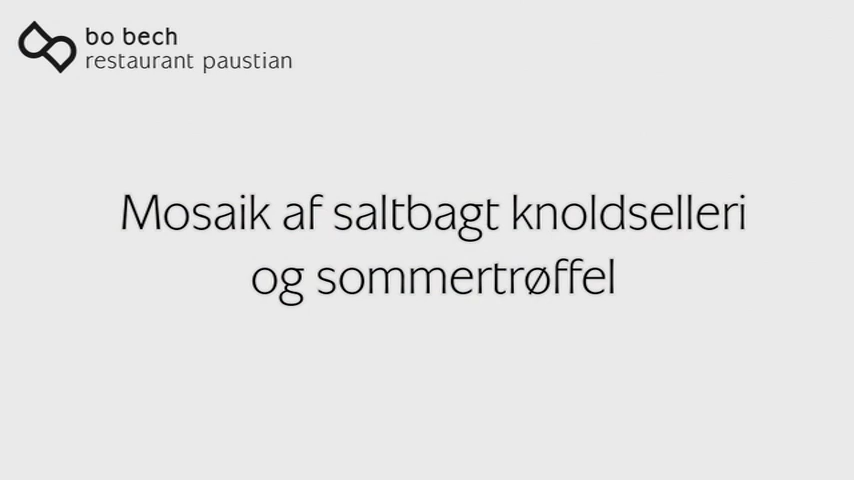 bo bech
restaurant paustian
Mosaik af saltbagt knoldselleri
og sommertrøffel